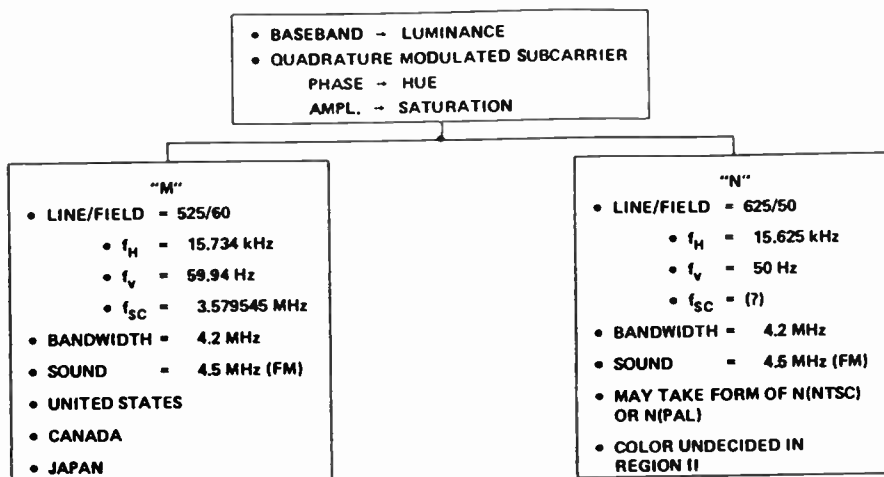 • BASEBAND → LUMINANCE
• QUADRATURE MODULATED SUBCARRIER
PHASE → HUE
AMPL. → SATURATION
"M"
• LINE/FIELD = 525/60
• fH = 15.734 kHz
• fv = 59.94 Hz
• fSC = 3.579545 MHz
• BANDWIDTH = 4.2 MHz
• SOUND = 4.5 MHz (FM)
• UNITED STATES
• CANADA
• JAPAN
"N"
• LINE/FIELD = 625/50
• fH = 15.625 kHz
• fv = 50 Hz
• fSC = (?)
• BANDWIDTH = 4.2 MHz
• SOUND = 4.5 MHz (FM)
• MAY TAKE FORM OF N(NTSC)
OR N(PAL)
• COLOR UNDECIDED IN
REGION II